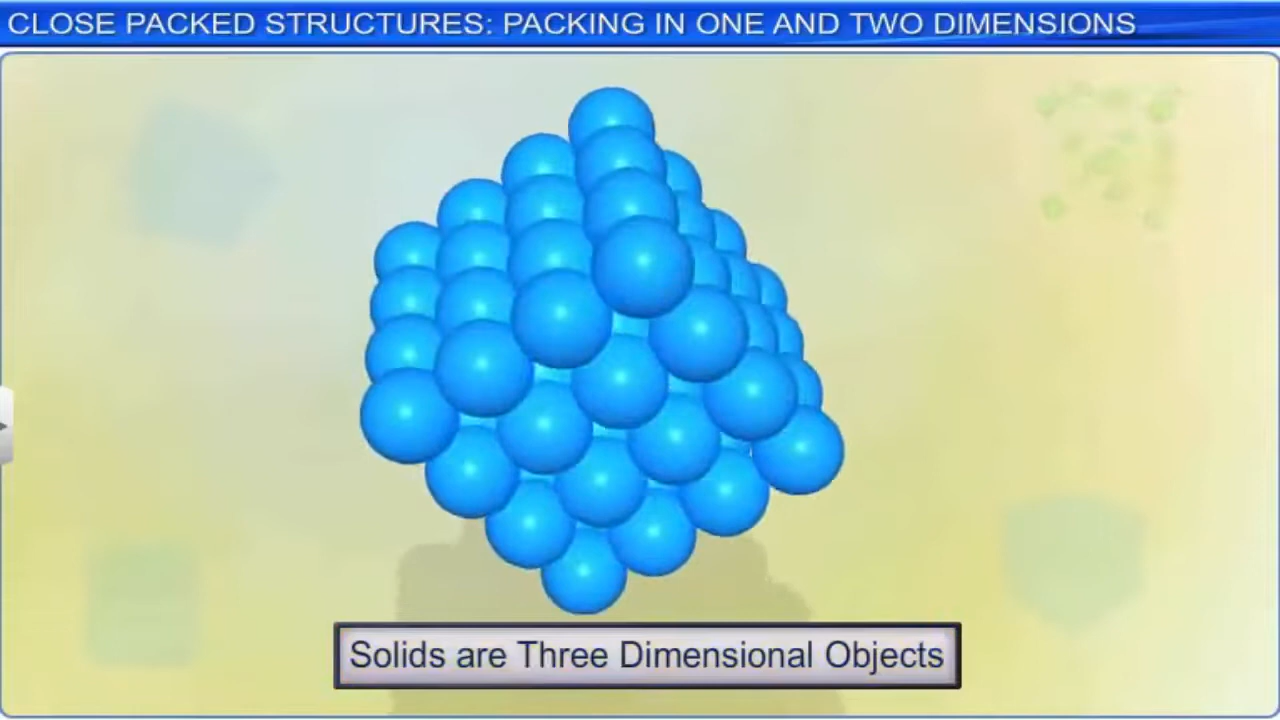 CLOSE PACKED STRUCTURES: PACKING IN ONE AND TWO DIMENSIONS
Solids are Three Dimensional Objects